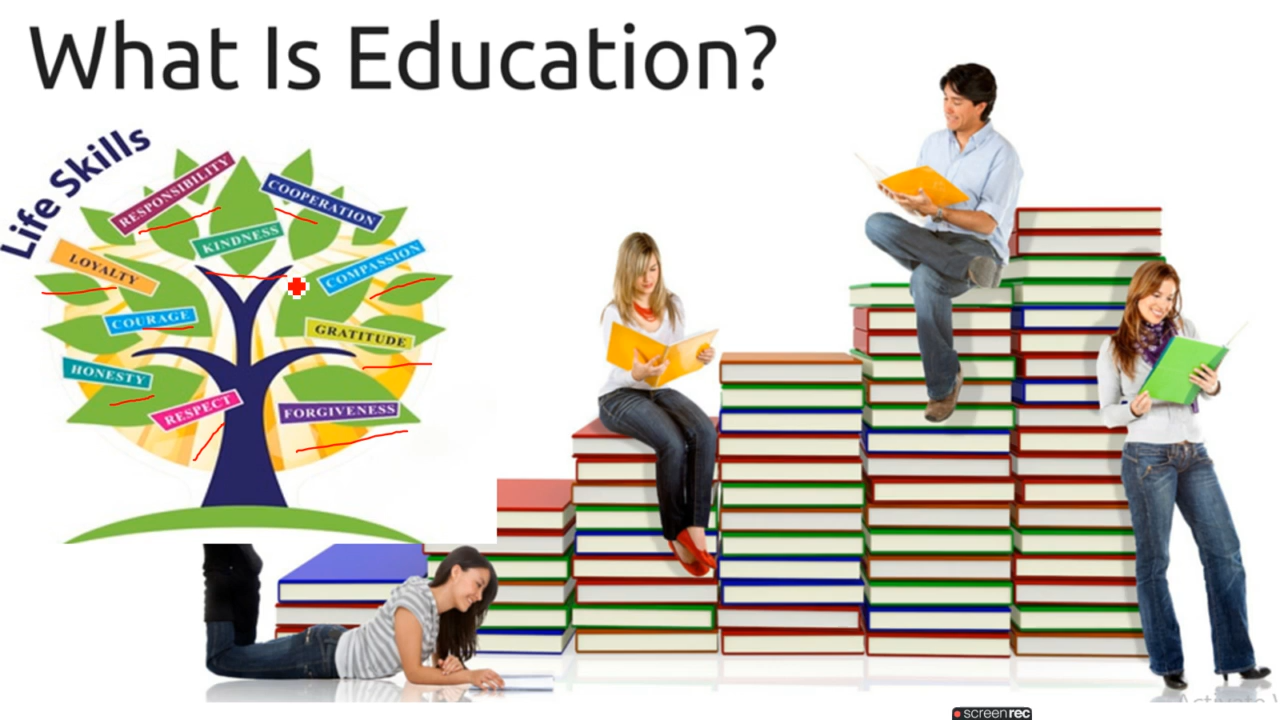 What Is Education?
Life Skills
RESPONSIBILITY
COOPERATION
KINDNESS
LOYALTY
COMPASSION
COURAGE
GRATITUDE
HONESTY
RESPECT
FORGIVENESS
screenrec